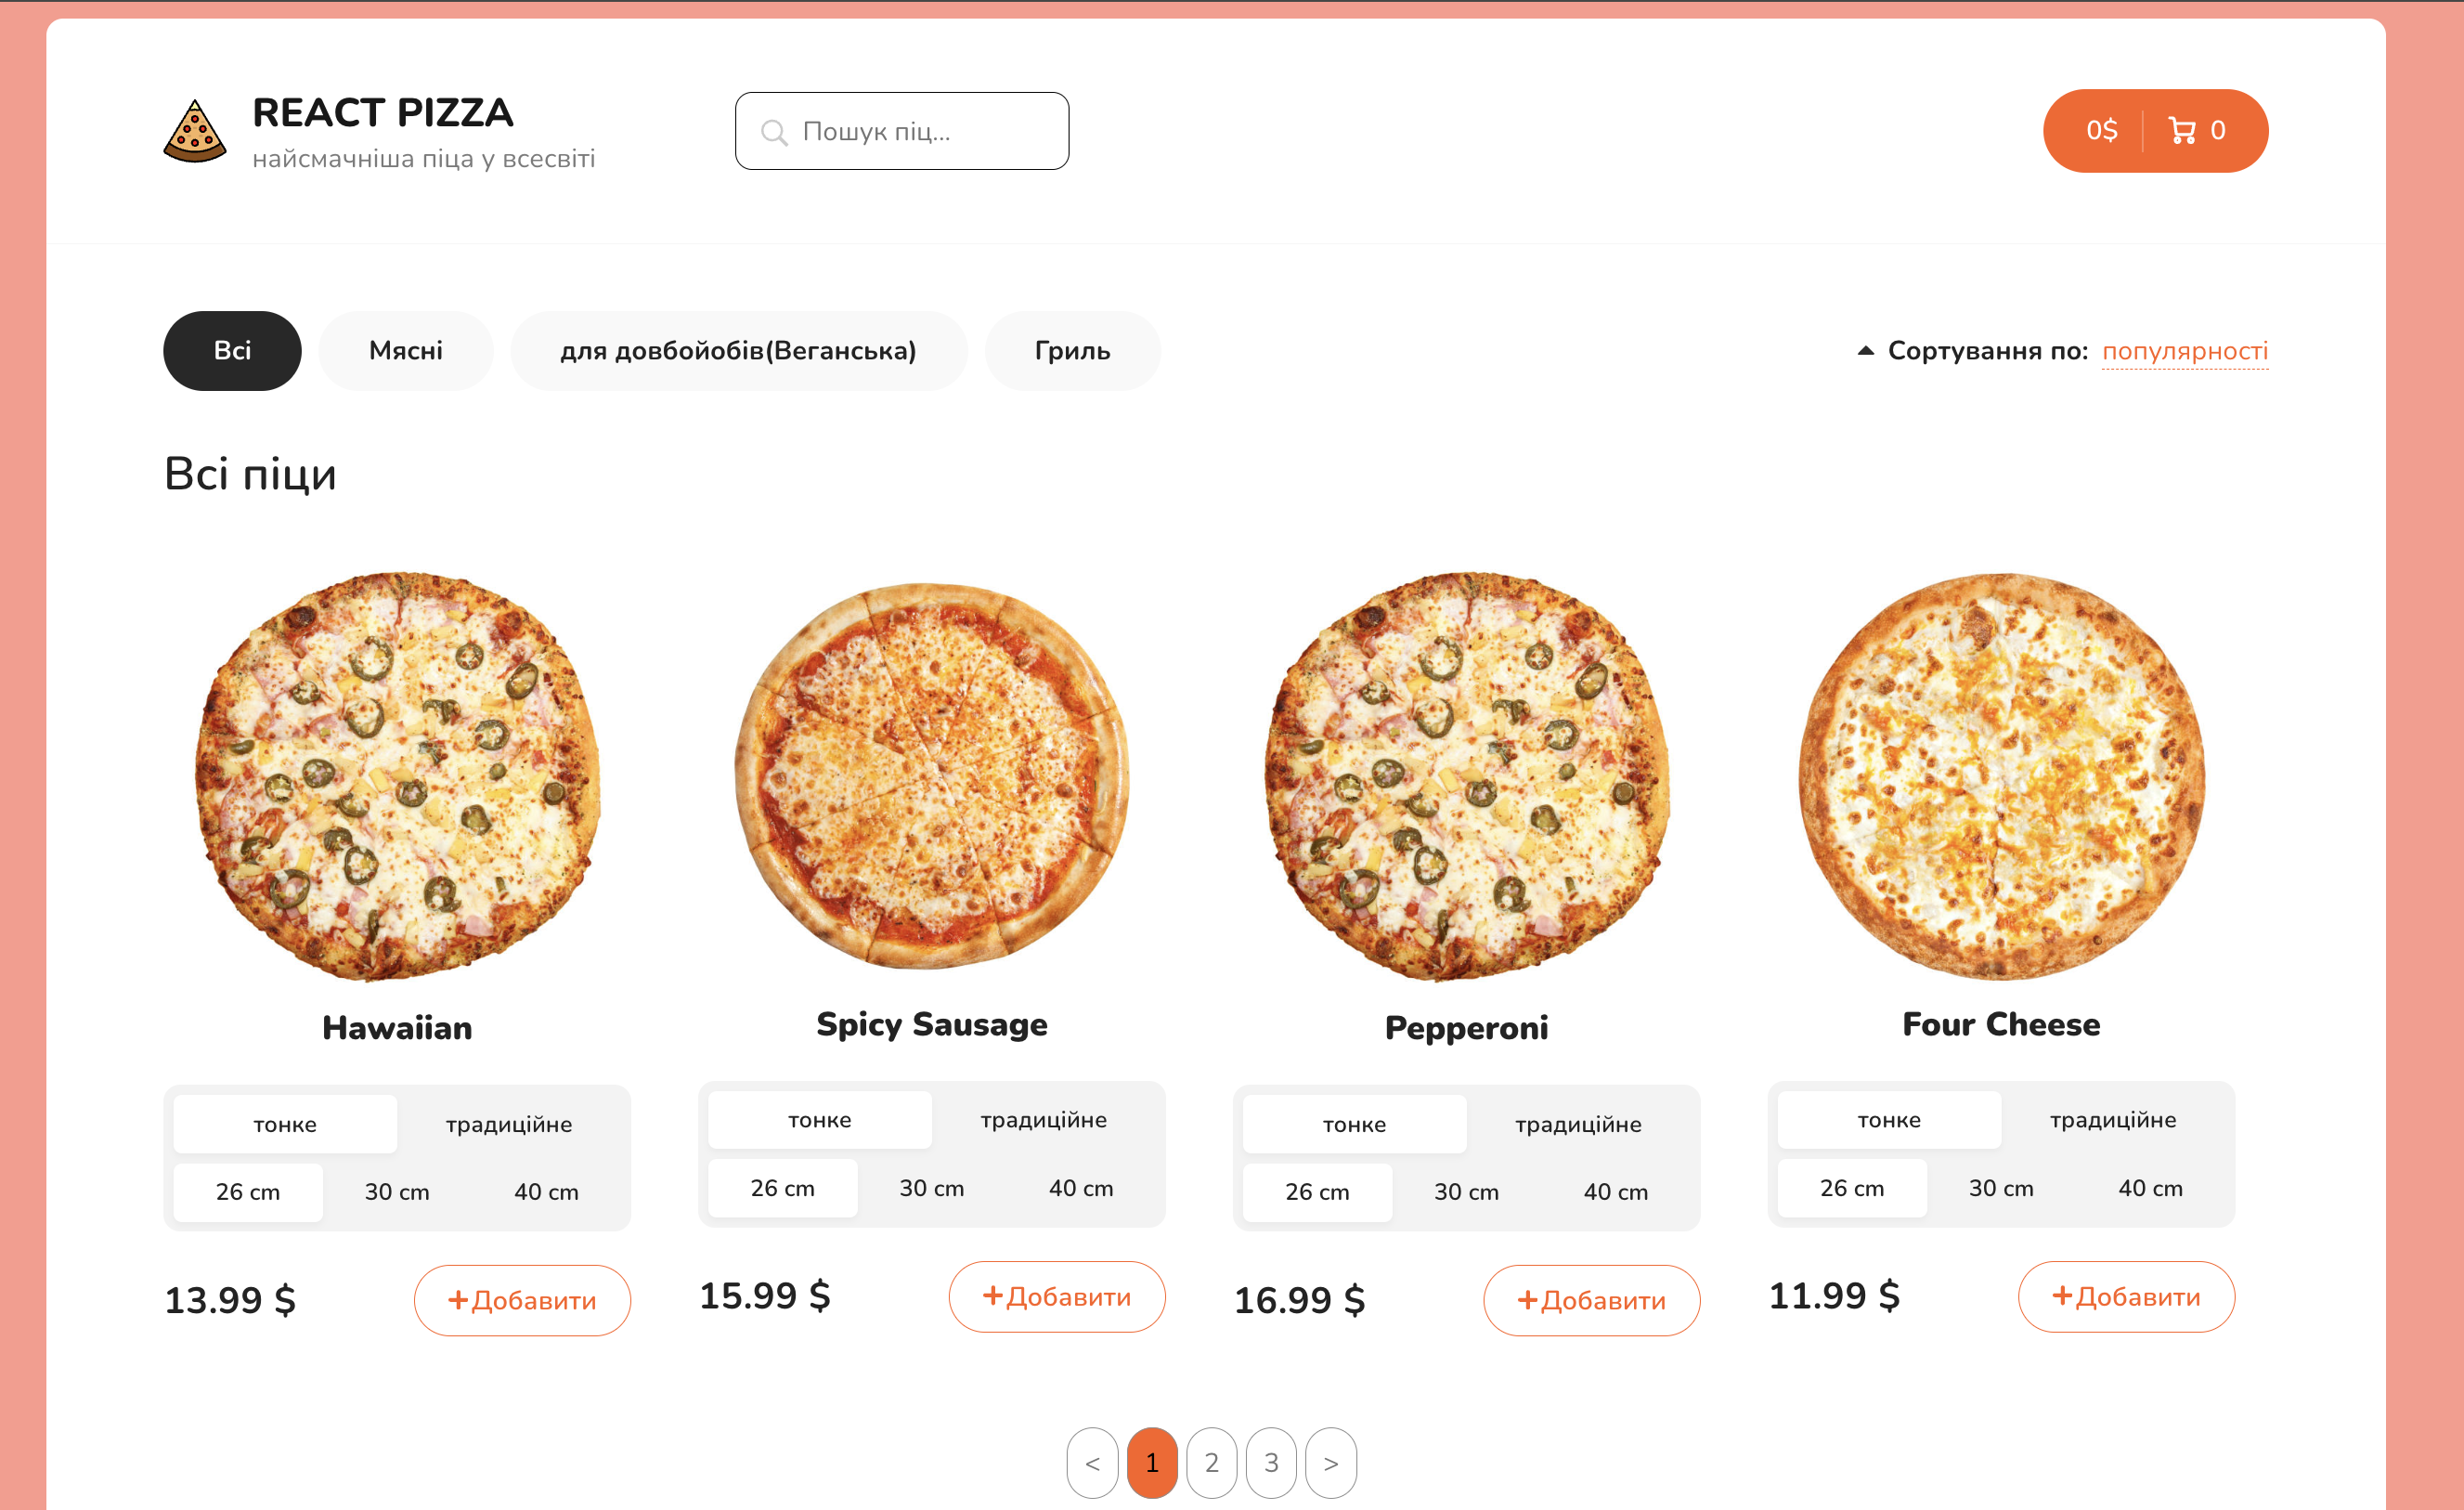 REACT PIZZA
найсмачніша піца у всесвіті
Пошук піц...
0$ 0
Всі Мясні для довбойобів(Веганська) Гриль
Сортування по: популярності
Всі піци
Hawaiian Spicy Sausage Pepperoni Four Cheese
тонке традиційне тонке традиційне тонке традиційне тонке традиційне
26 cm 30 cm 40 cm 26 cm 30 cm 40 cm 26 cm 30 cm 40 cm 26 cm 30 cm 40 cm
13.99 $ +Добавити 15.99 $ +Добавити 16.99 $ +Добавити 11.99 $ +Добавити
< 1 2 3 >